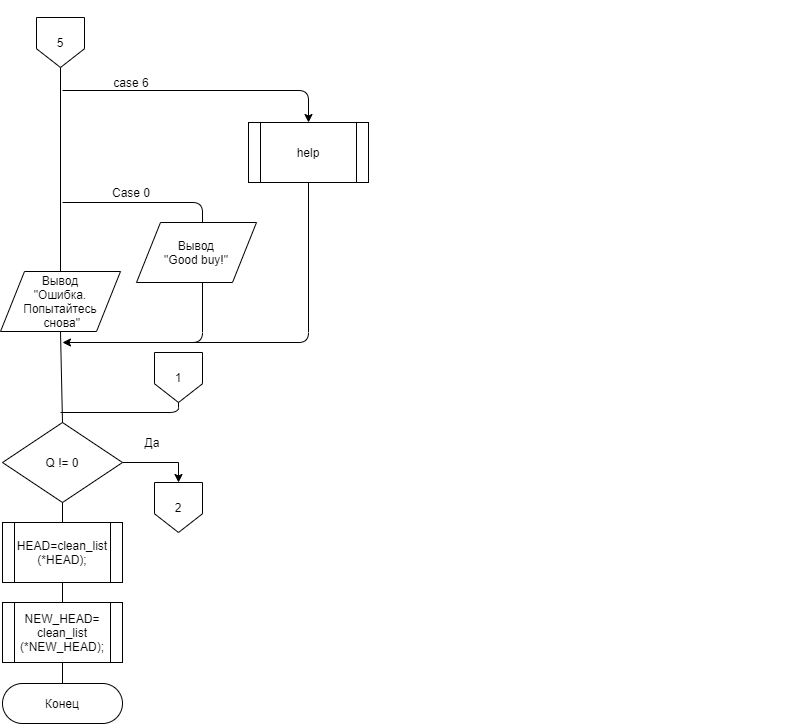 5
case 6
help
Case 0
Вывод
"Good buy!"
Вывод
"Ошибка.
Попытайтесь
снова"
1
Q != 0
Да
2
HEAD=clean_list
(*HEAD);
NEW_HEAD=
clean_list
(*NEW_HEAD);
Конец